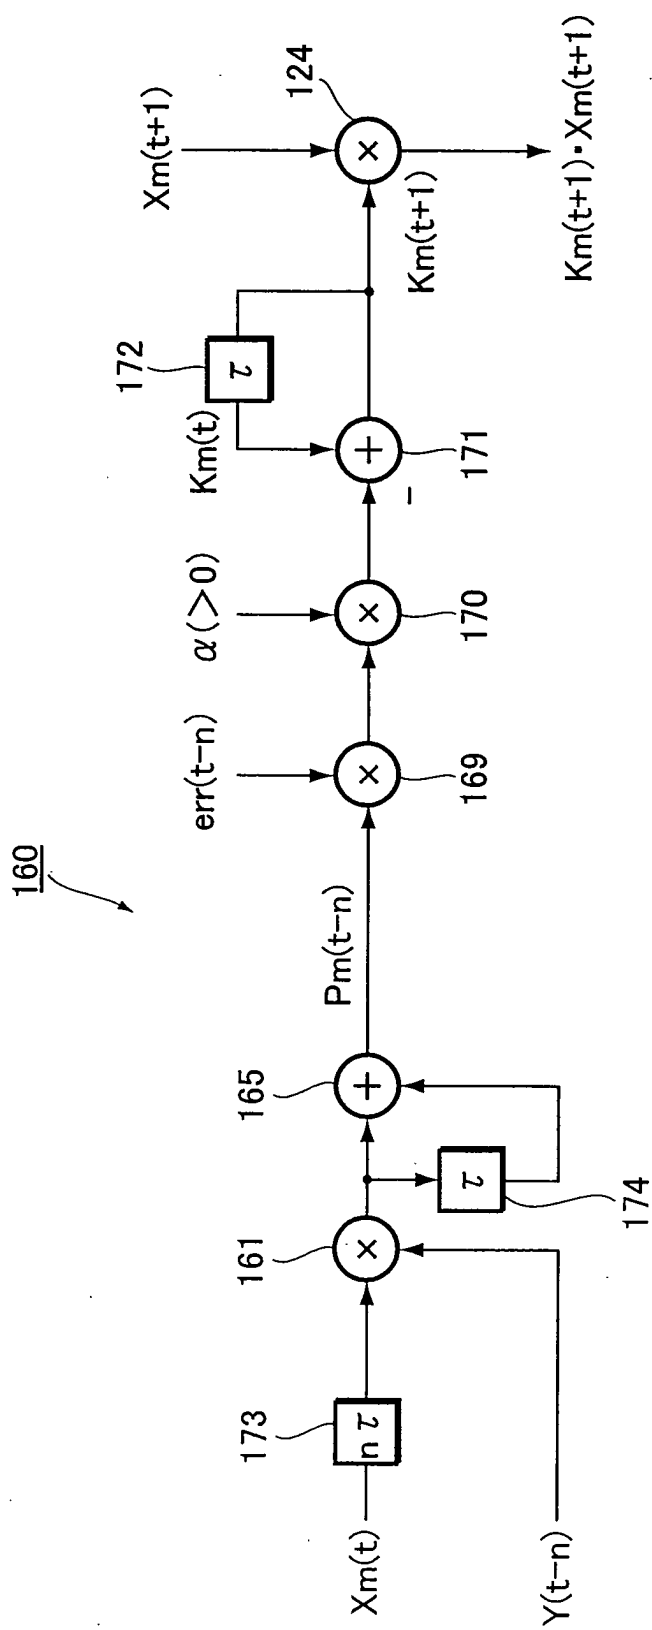 160
Xm(t)
173
nτ
Y(t-n)
161
174
τ
165
Pm(t-n)
err(t-n)
169
α(>0)
170
Km(t)
172
τ
171
-
Km(t+1)
Xm(t+1)
124
Km(t+1)・Xm(t+1)
×
+
×
×
+
×